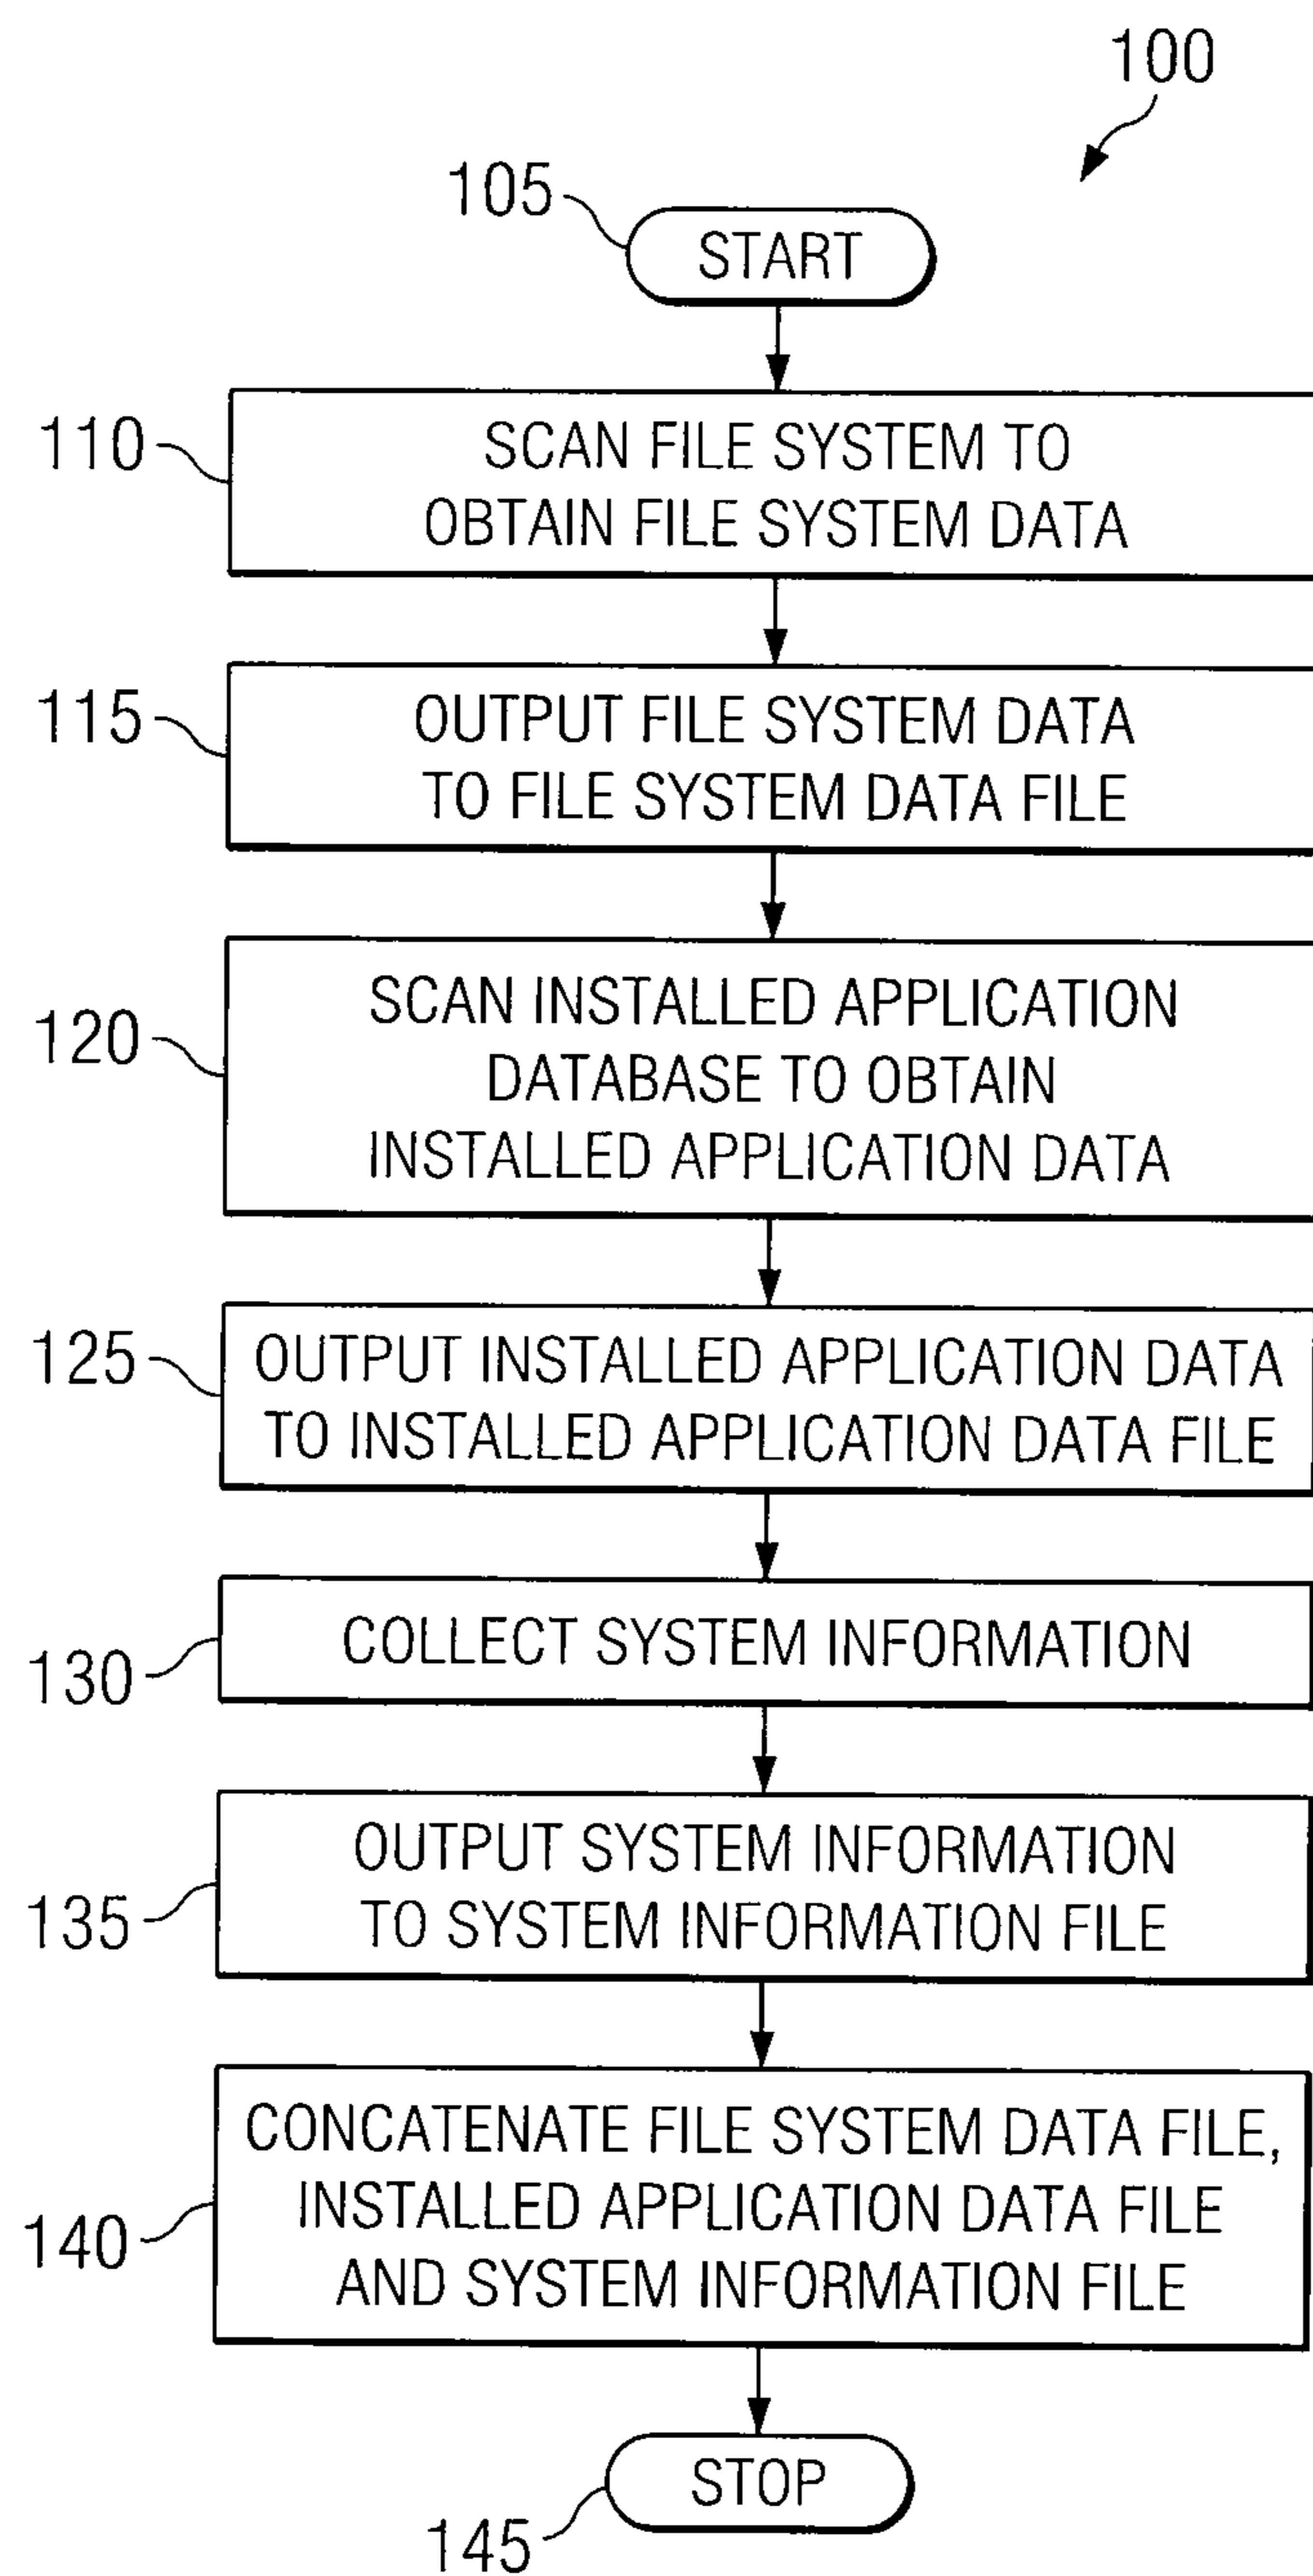 100
105
START
110
SCAN FILE SYSTEM TO
OBTAIN FILE SYSTEM DATA
115
OUTPUT FILE SYSTEM DATA
TO FILE SYSTEM DATA FILE
120
SCAN INSTALLED APPLICATION
DATABASE TO OBTAIN
INSTALLED APPLICATION DATA
125
OUTPUT INSTALLED APPLICATION DATA
TO INSTALLED APPLICATION DATA FILE
130
COLLECT SYSTEM INFORMATION
135
OUTPUT SYSTEM INFORMATION
TO SYSTEM INFORMATION FILE
140
CONCATENATE FILE SYSTEM DATA FILE,
INSTALLED APPLICATION DATA FILE
AND SYSTEM INFORMATION FILE
STOP
145